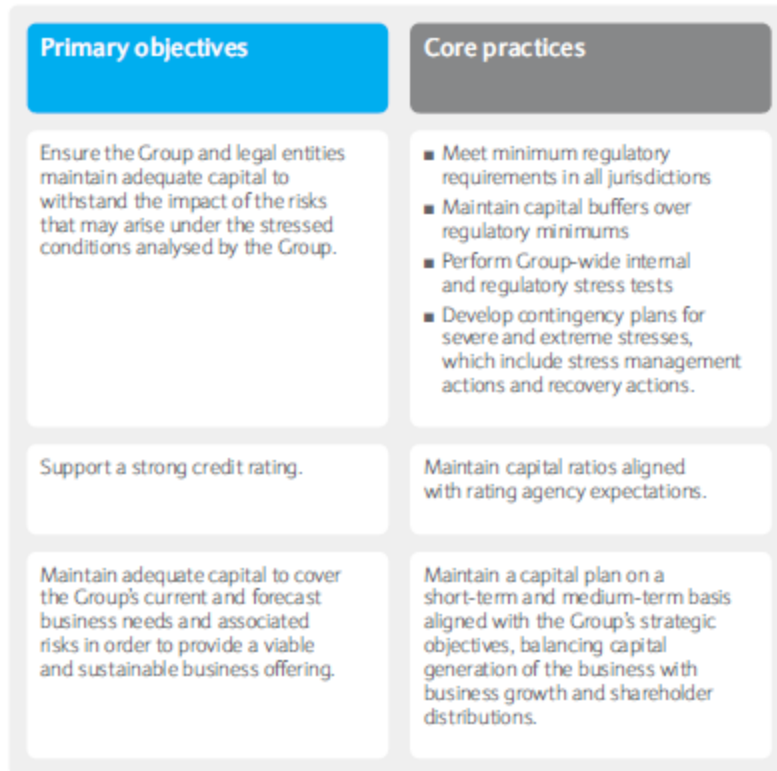 Primary objectives
Core practices
Ensure the Group and legal entities
maintain adequate capital to
withstand the impact of the risks
that may arise under the stressed
conditions analysed by the Group.
■ Meet minimum regulatory
requirements in all jurisdictions
■ Maintain capital buffers over
regulatory minimums
■ Perform Group-wide internal
and regulatory stress tests
■ Develop contingency plans for
severe and extreme stresses,
which include stress management
actions and recovery actions.
Support a strong credit rating.
Maintain capital ratios aligned
with rating agency expectations.
Maintain adequate capital to cover
the Group's current and forecast
business needs and associated
risks in order to provide a viable
and sustainable business offering.
Maintain a capital plan on a
short-term and medium-term basis
aligned with the Group's strategic
objectives, balancing capital
generation of the business with
business growth and shareholder
distributions.